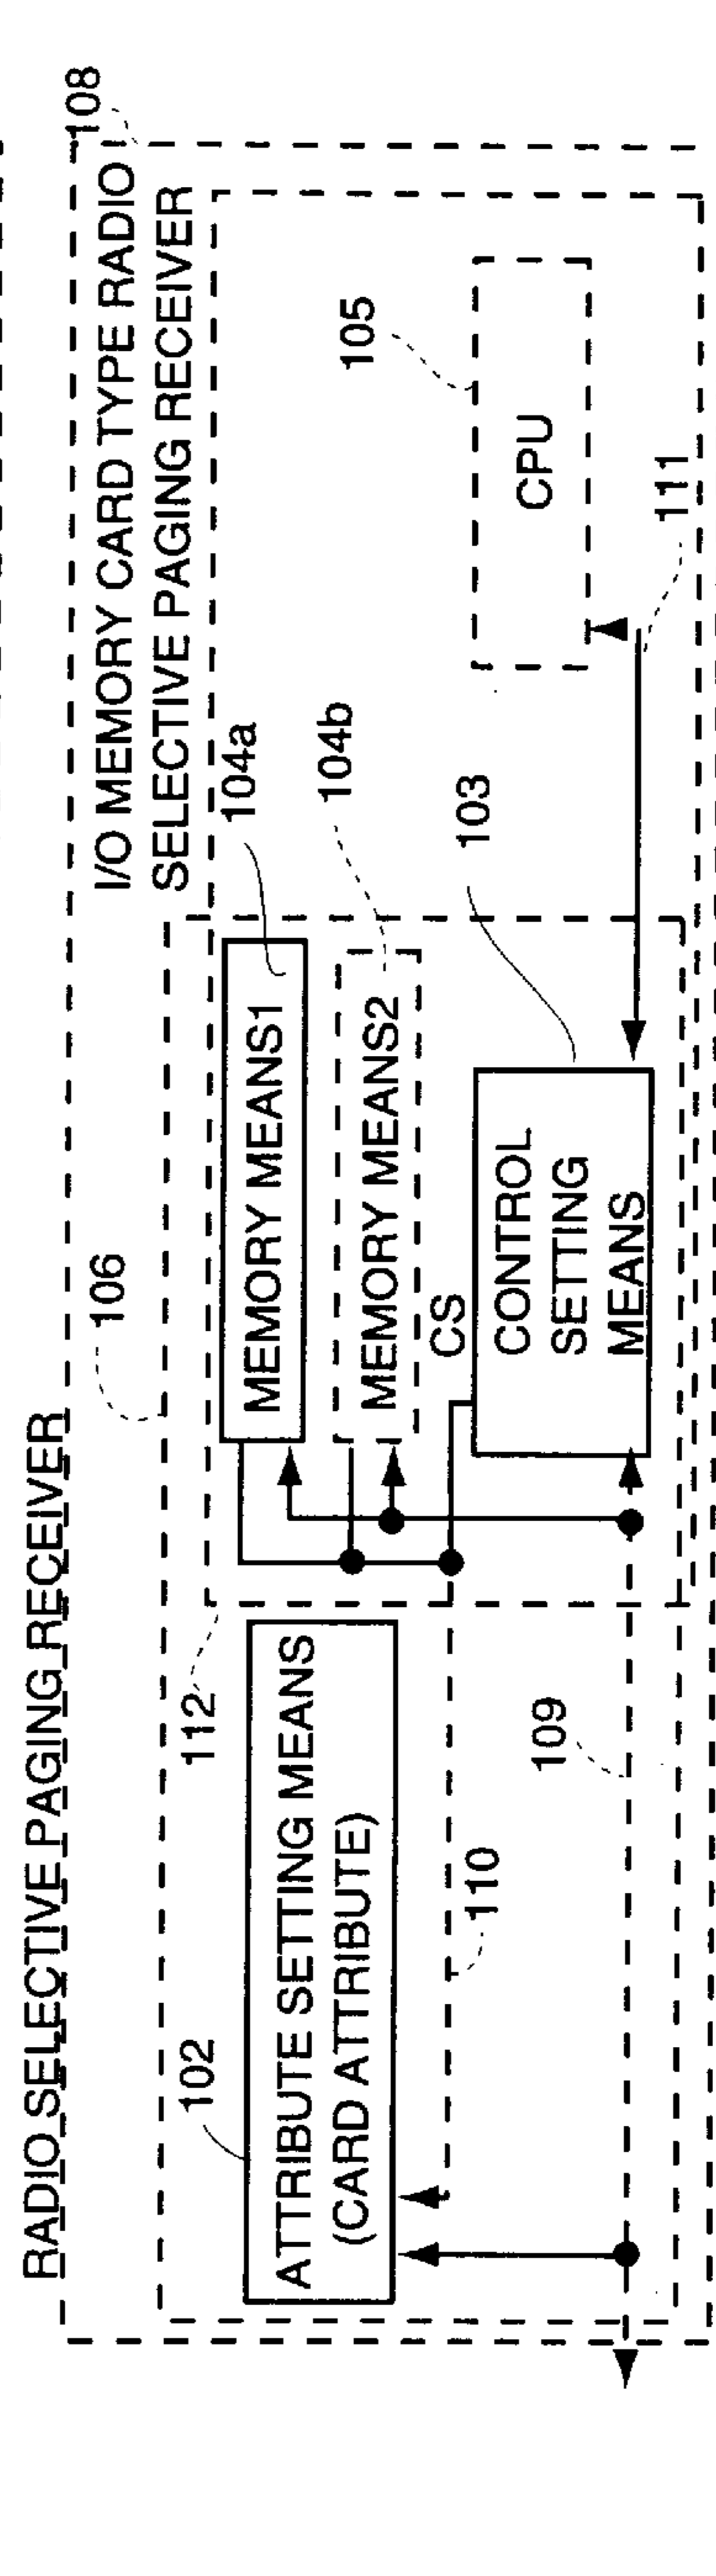 RADIO SELECTIVE PAGING RECEIVER
108
I/O MEMORY CARD TYPE RADIO
SELECTIVE PAGING RECEIVER
106
112
102
ATTRIBUTE SETTING MEANS
(CARD ATTRIBUTE)
104a
MEMORY MEANS1
104b
MEMORY MEANS2
CS
103
CONTROL
SETTING
MEANS
105
CPU
110
109
111